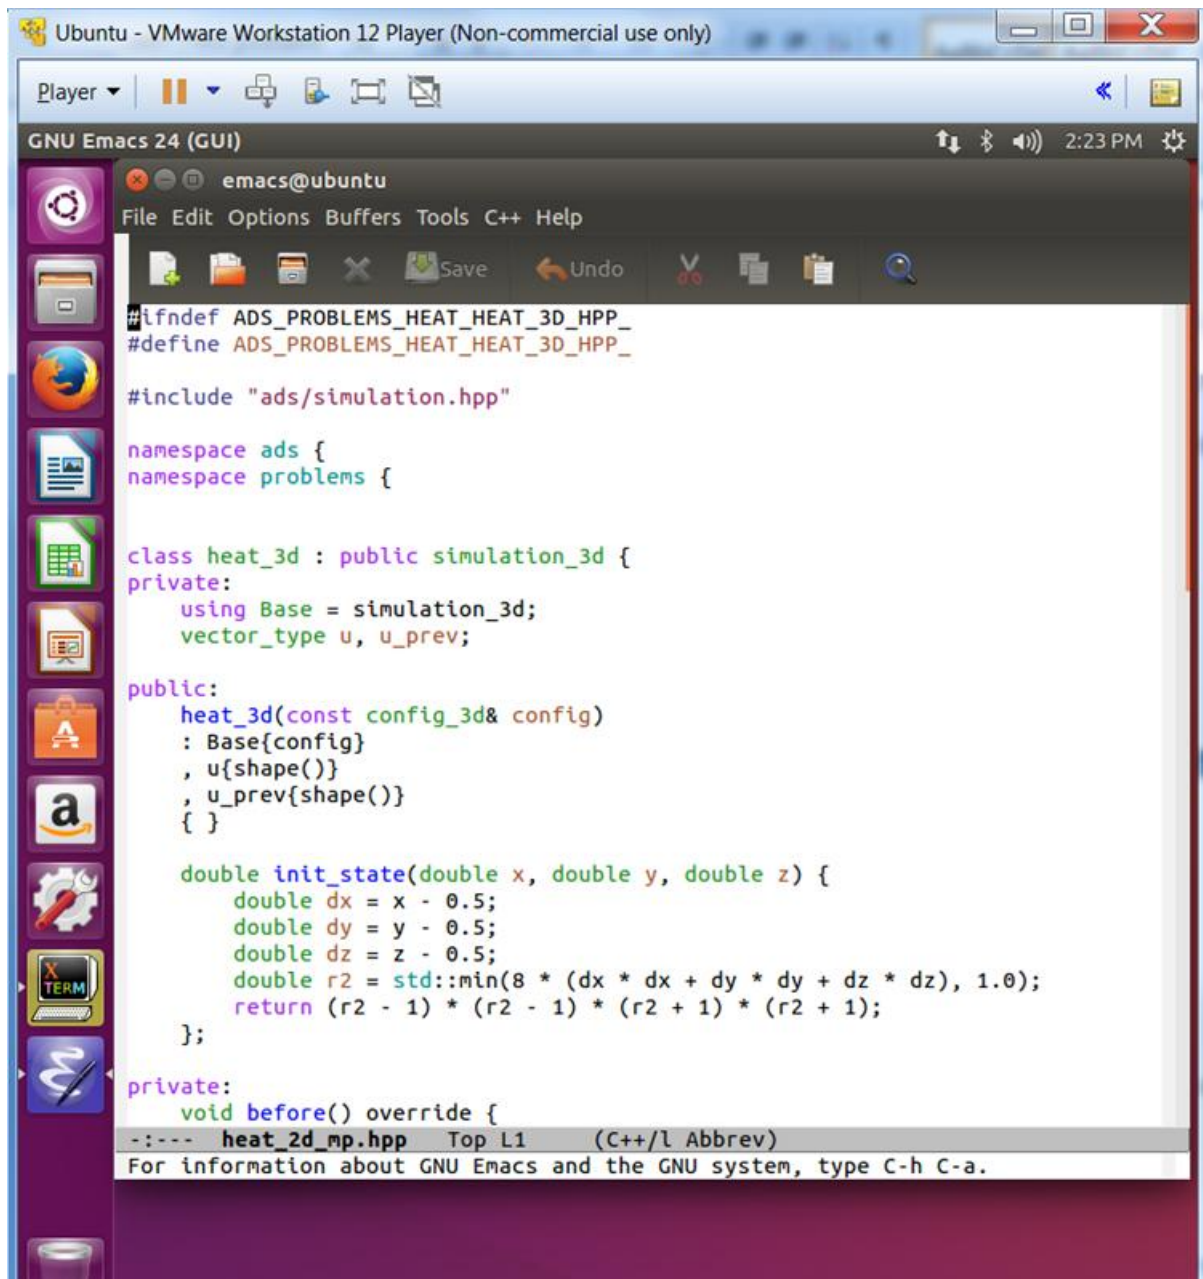 Ubuntu - VMware Workstation 12 Player (Non-commercial use only)
Player
GNU Emacs 24 (GUI) 2:23 PM
emacs@ubuntu
File Edit Options Buffers Tools C++ Help
Save Undo
#ifndef ADS_PROBLEMS_HEAT_HEAT_3D_HPP_
#define ADS_PROBLEMS_HEAT_HEAT_3D_HPP_
#include "ads/simulation.hpp"
namespace ads {
namespace problems {
class heat_3d : public simulation_3d {
private:
    using Base = simulation_3d;
    vector_type u, u_prev;
public:
    heat_3d(const config_3d& config)
    : Base{config}
    , u{shape()}
    , u_prev{shape()}
    { }
    double init_state(double x, double y, double z) {
        double dx = x - 0.5;
        double dy = y - 0.5;
        double dz = z - 0.5;
        double r2 = std::min(8 * (dx * dx + dy * dy + dz * dz), 1.0);
        return (r2 - 1) * (r2 - 1) * (r2 + 1) * (r2 + 1);
    };
private:
    void before() override {
-:--- heat_2d_mp.hpp Top L1 (C++/l Abbrev)
For information about GNU Emacs and the GNU system, type C-h C-a.
a
X
TERM